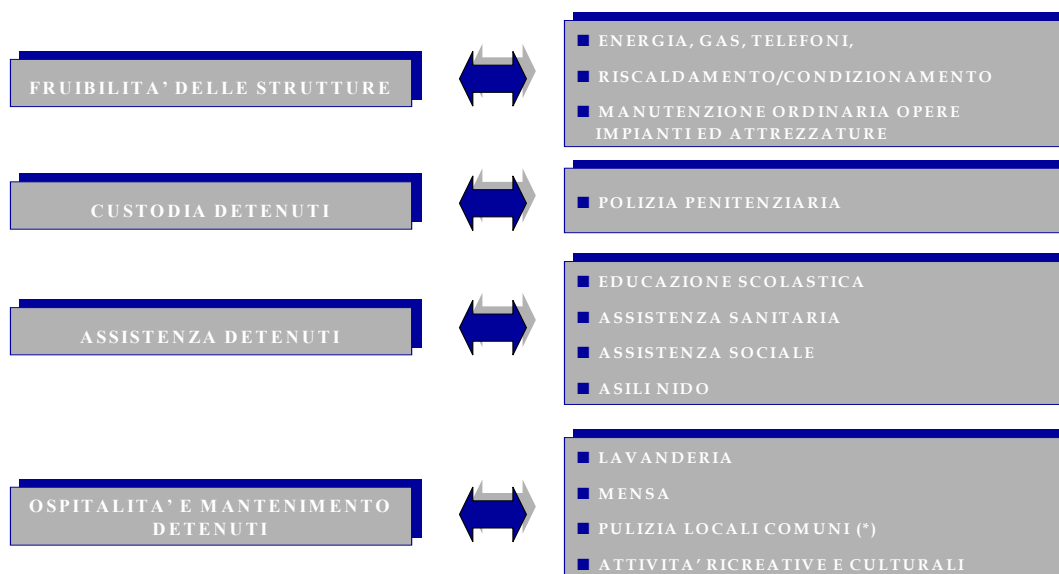 FRUIBILITA’ DELLE STRUTTURE
ENERGIA, GAS, TELEFONI,
RISCALDAMENTO/CONDIZIONAMENTO
MANUTENZIONE ORDINARIA OPERE
IMPIANTI ED ATTREZZATURE
CUSTODIA DETENUTI
POLIZIA PENITENZIARIA
ASSISTENZA DETENUTI
EDUCAZIONE SCOLASTICA
ASSISTENZA SANITARIA
ASSISTENZA SOCIALE
ASILI NIDO
OSPITALITA’ E MANTENIMENTO
DETENUTI
LAVANDERIA
MENSA
PULIZIA LOCALI COMUNI (*)
ATTIVITA’ RICREATIVE E CULTURALI